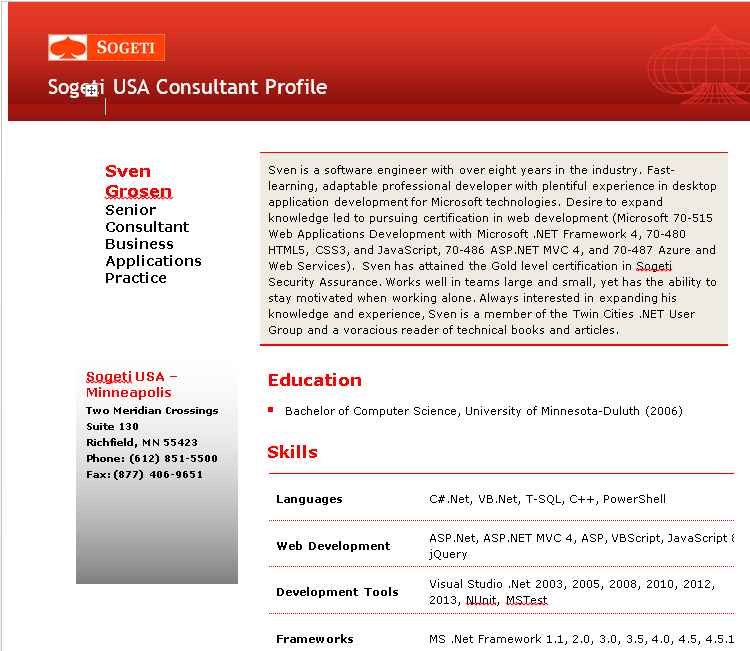 SOGETI
Sogeti USA Consultant Profile
Sven
Grosen
Senior
Consultant
Business
Applications
Practice
Sven is a software engineer with over eight years in the industry. Fast-
learning, adaptable professional developer with plentiful experience in desktop
application development for Microsoft technologies. Desire to expand
knowledge led to pursuing certification in web development (Microsoft 70-515
Web Applications Development with Microsoft .NET Framework 4, 70-480
HTML5, CSS3, and JavaScript, 70-486 ASP.NET MVC 4, and 70-487 Azure and
Web Services). Sven has attained the Gold level certification in Sogeti
Security Assurance. Works well in teams large and small, yet has the ability to
stay motivated when working alone. Always interested in expanding his
knowledge and experience, Sven is a member of the Twin Cities .NET User
Group and a voracious reader of technical books and articles.
Sogeti USA –
Minneapolis
Two Meridian Crossings
Suite 130
Richfield, MN 55423
Phone: (612) 851-5500
Fax: (877) 406-9651
Education
Bachelor of Computer Science, University of Minnesota-Duluth (2006)
Skills
Languages C#.Net, VB.Net, T-SQL, C++, PowerShell
Web Development ASP.Net, ASP.NET MVC 4, ASP, VBScript, JavaScript &
jQuery
Development Tools Visual Studio .Net 2003, 2005, 2008, 2010, 2012,
2013, NUnit, MSTest
Frameworks MS .Net Framework 1.1, 2.0, 3.0, 3.5, 4.0, 4.5, 4.5.1